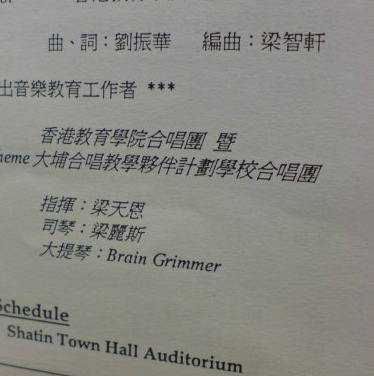 曲、詞：劉振華 編曲：梁智軒
出音樂教育工作者 ***
香港教育學院合唱團 暨
heme 大埔合唱教學夥伴計劃學校合唱團
指揮：梁天恩
司琴：梁麗斯
大提琴：Brain Grimmer
Schedule
Shatin Town Hall Auditorium